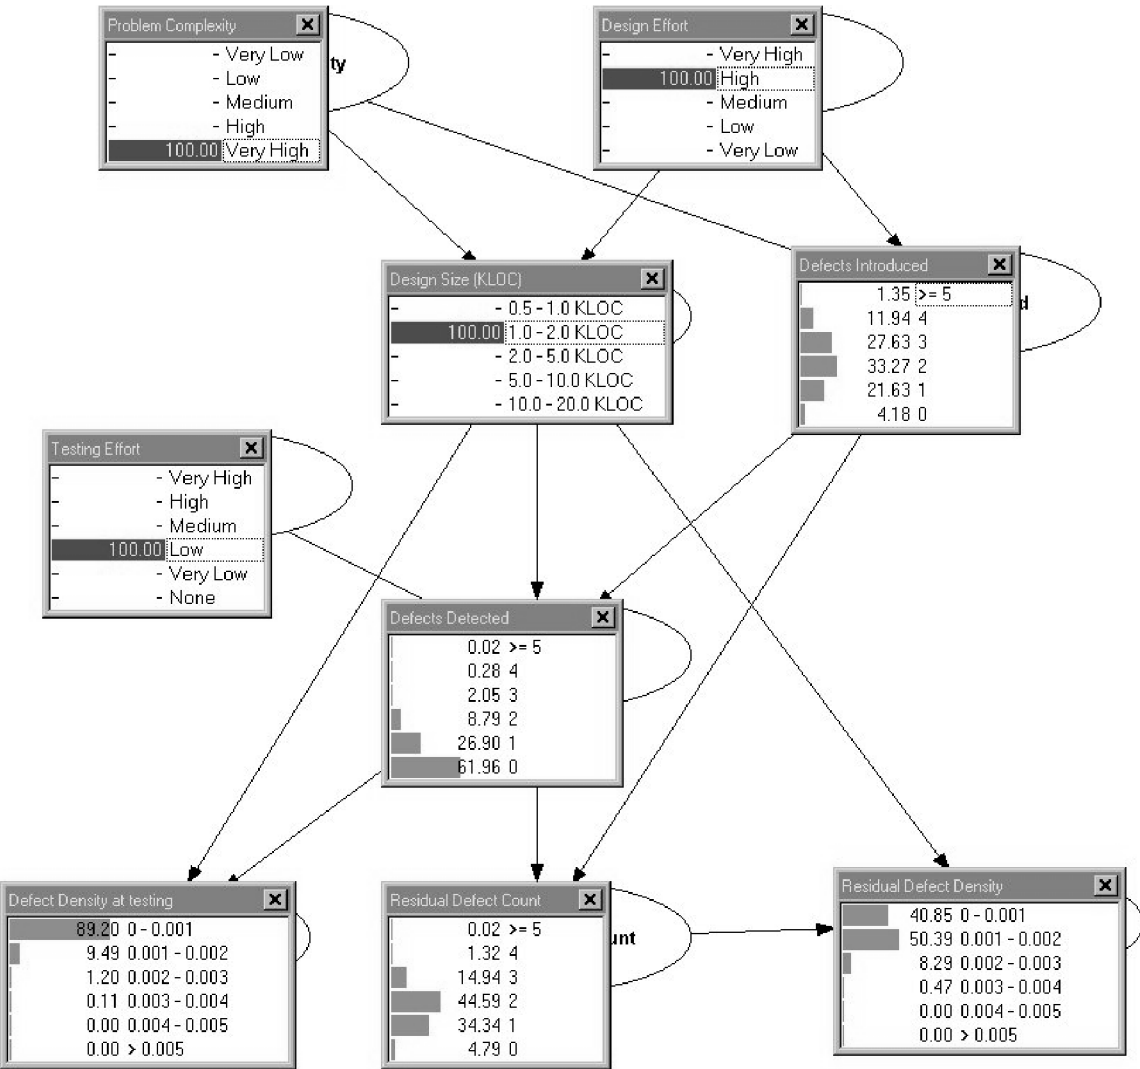 Problem Complexity
- - Very Low
- - Low
- - Medium
- - High
100.00 Very High
ty
Design Effort
- - Very High
100.00 High
- - Medium
- - Low
- - Very Low
Design Size (KLOC)
- - 0.5 - 1.0 KLOC
100.00 1.0 - 2.0 KLOC
- - 2.0 - 5.0 KLOC
- - 5.0 - 10.0 KLOC
- - 10.0 - 20.0 KLOC
Defects Introduced
1.35 >= 5
11.94 4
27.63 3
33.27 2
21.63 1
4.18 0
d
Testing Effort
- - Very High
- - High
- - Medium
100.00 Low
- - Very Low
- - None
Defects Detected
0.02 >= 5
0.28 4
2.05 3
8.79 2
26.90 1
61.96 0
Defect Density at testing
89.20 0 - 0.001
9.49 0.001 - 0.002
1.20 0.002 - 0.003
0.11 0.003 - 0.004
0.00 0.004 - 0.005
0.00 > 0.005
Residual Defect Count
0.02 >= 5
1.32 4
14.94 3
44.59 2
34.34 1
4.79 0
unt
Residual Defect Density
40.85 0 - 0.001
50.39 0.001 - 0.002
8.29 0.002 - 0.003
0.47 0.003 - 0.004
0.00 0.004 - 0.005
0.00 > 0.005